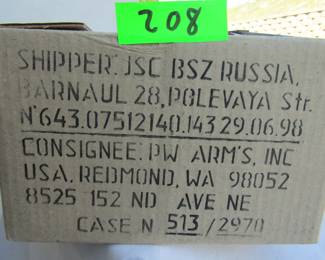 208
SHIPPER: JSC BSZ RUSSIA,
BARNAUL 28, POLEVAYA Str.
N°643.07512140.143 29.06.98
CONSIGNEE: PW ARM'S, INC
USA, REDMOND, WA 98052
8525 152 ND AVE NE
CASE N 513/2970